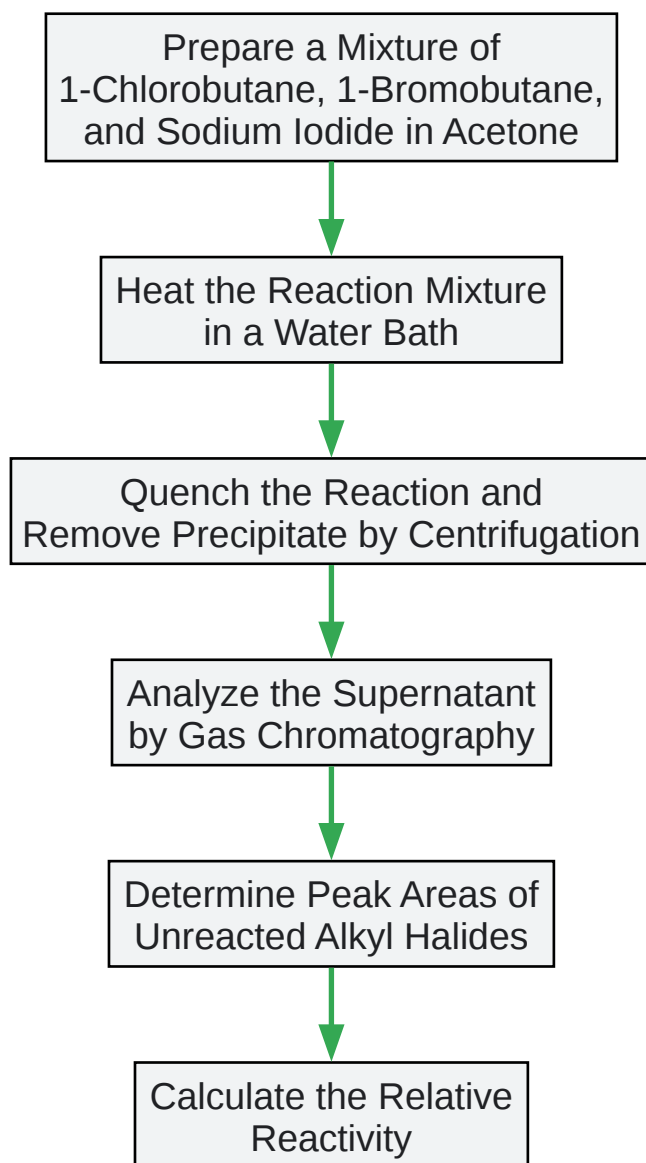 Prepare a Mixture of
1-Chlorobutane, 1-Bromobutane,
and Sodium Iodide in Acetone
Heat the Reaction Mixture
in a Water Bath
Quench the Reaction and
Remove Precipitate by Centrifugation
Analyze the Supernatant
by Gas Chromatography
Determine Peak Areas of
Unreacted Alkyl Halides
Calculate the Relative
Reactivity